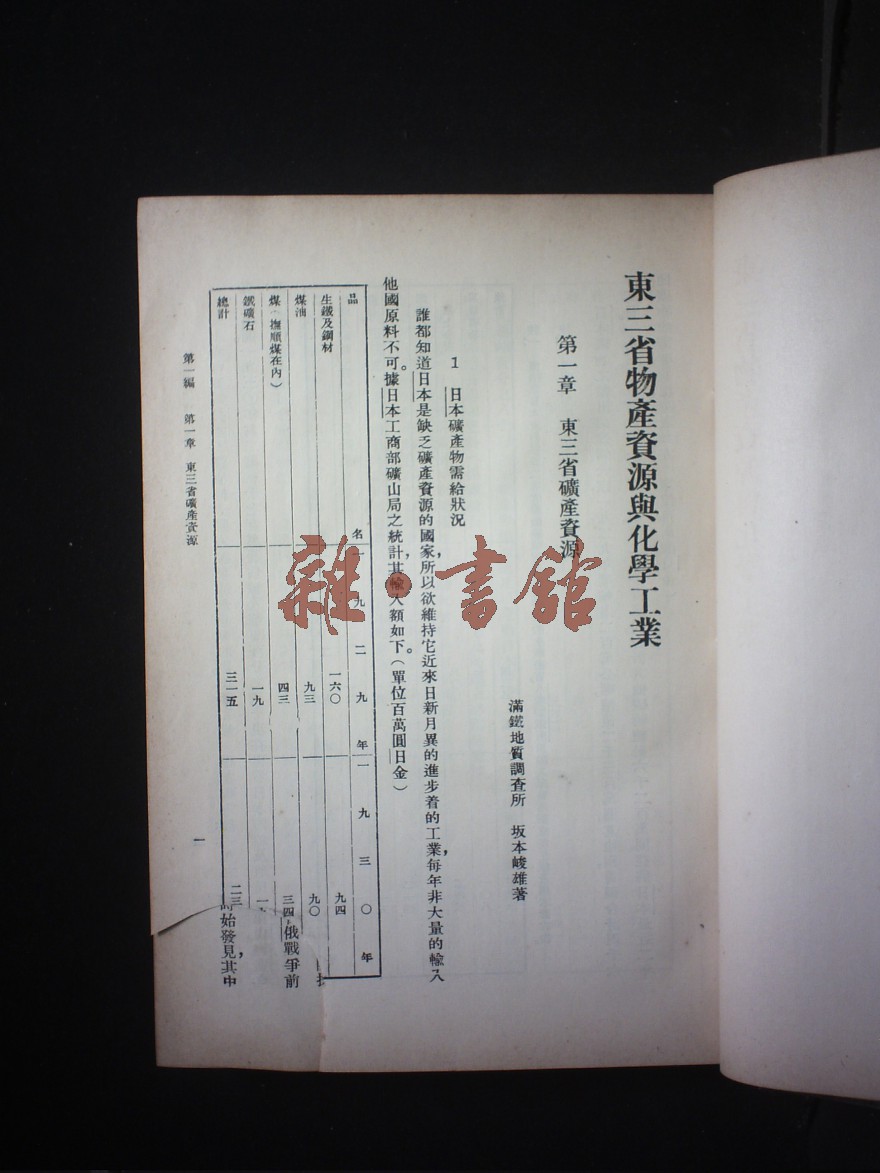 東三省物產資源與化學工業
第一章　東三省礦產資源
滿鐵地質調查所　坂本峻雄著
1　日本礦產物需給狀況
誰都知道日本是缺乏礦產資源的國家，所以欲維持它近來日新月異的進步着的工業，每年非大量的輸入
他國原料不可。據日本工商部礦山局之統計，其輸入額如下。（單位百萬圓日金）
品名　一九二九年　一九三〇年
生鐵及鋼材　一六〇　九四
煤油　九三　九〇
煤（撫順煤在內）　四三　三四
鐵礦石　一九　一
總計　三一五　二三
俄戰爭前
始發見，其中
第一編　第一章　東三省礦產資源
一
雜·書館